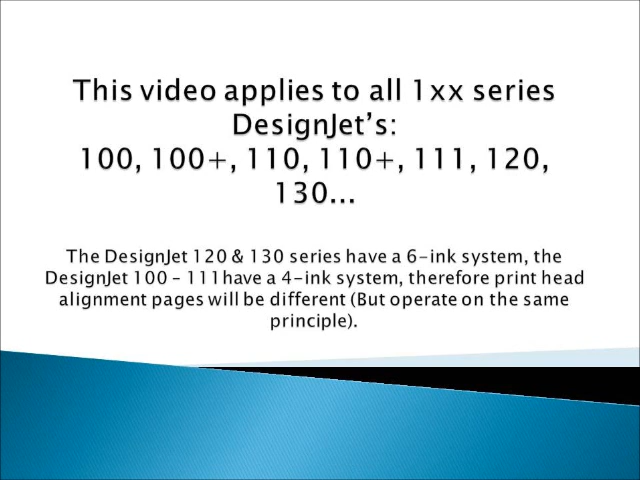 This video applies to all 1xx series
DesignJet's:
100, 100+, 110, 110+, 111, 120,
130...
The DesignJet 120 & 130 series have a 6-ink system, the
DesignJet 100 – 111have a 4-ink system, therefore print head
alignment pages will be different (But operate on the same
principle).